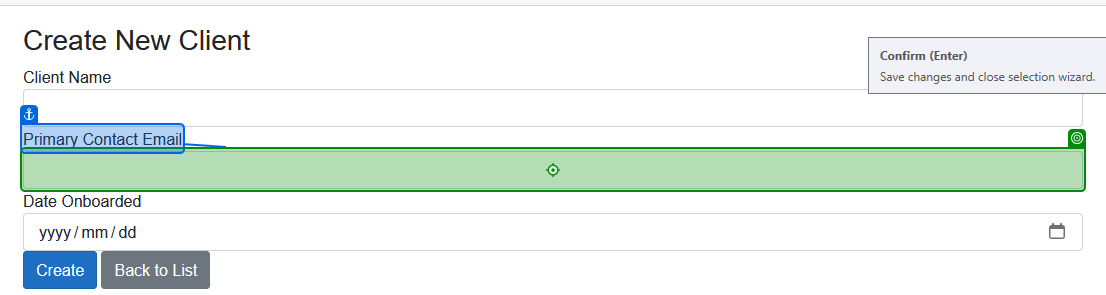 Create New Client
Confirm (Enter)
Save changes and close selection wizard.
Client Name
Primary Contact Email
Date Onboarded
yyyy/mm/dd
Create Back to List